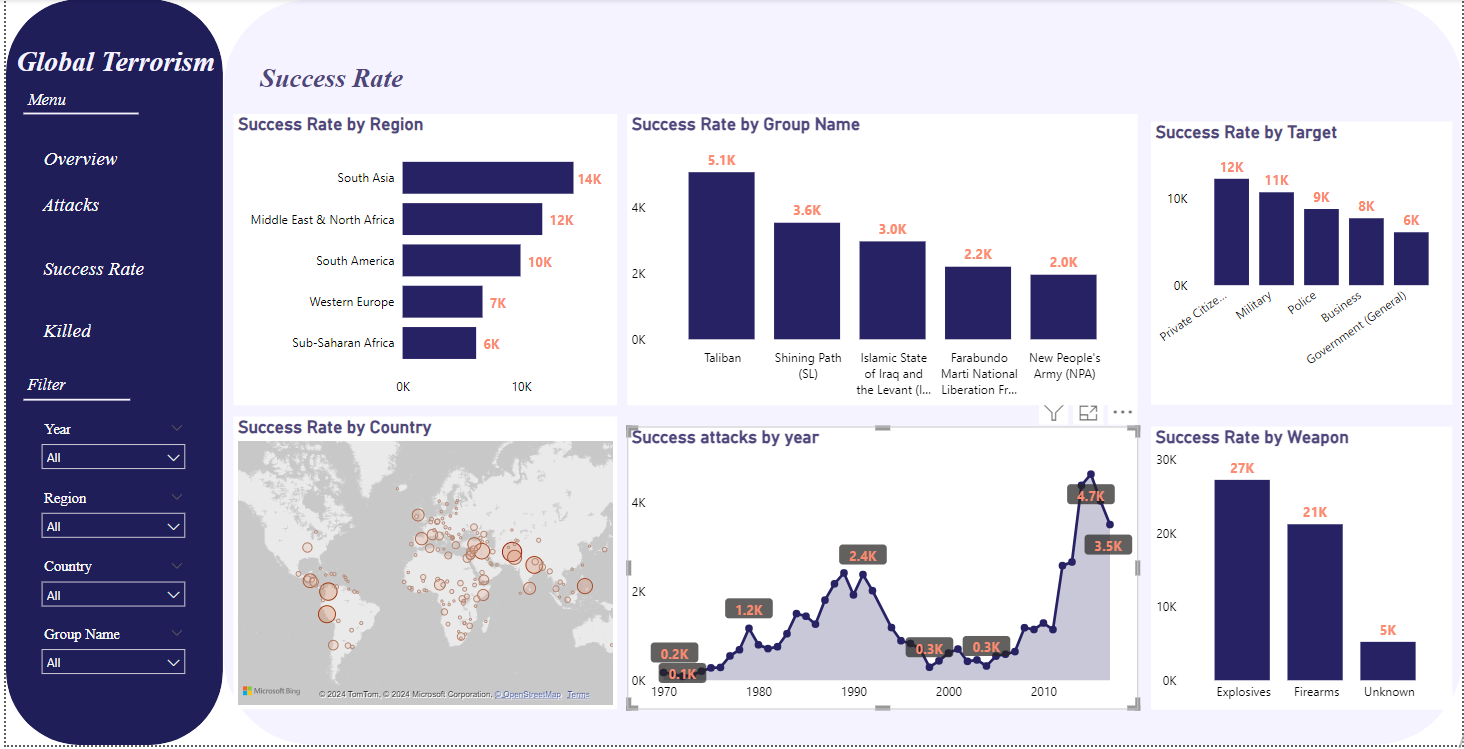 Global Terrorism
Menu
Overview
Attacks
Success Rate
Killed
Filter
Year
All
Region
All
Country
All
Group Name
All
Success Rate
Success Rate by Region
South Asia
14K
Middle East & North Africa
12K
South America
10K
Western Europe
7K
Sub-Saharan Africa
6K
0K 10K
Success Rate by Group Name
4K
2K
0K
5.1K
3.6K
3.0K
2.2K
2.0K
Taliban
Shining Path
(SL)
Islamic State
of Iraq and
the Levant (I...
Farabundo
Marti National
Liberation Fr...
New People's
Army (NPA)
Success Rate by Target
10K
0K
12K
11K
9K
8K
6K
Private Citize...
Military
Police
Business
Government (General)
Success Rate by Country
Microsoft Bing
© 2024 TomTom, © 2024 Microsoft Corporation, © OpenStreetMap Terms
Success attacks by year
4K
2K
0K
0.2K
0.1K
1.2K
2.4K
0.3K
0.3K
4.7K
3.5K
1970 1980 1990 2000 2010
Success Rate by Weapon
30K
20K
10K
0K
27K
21K
5K
Explosives Firearms Unknown